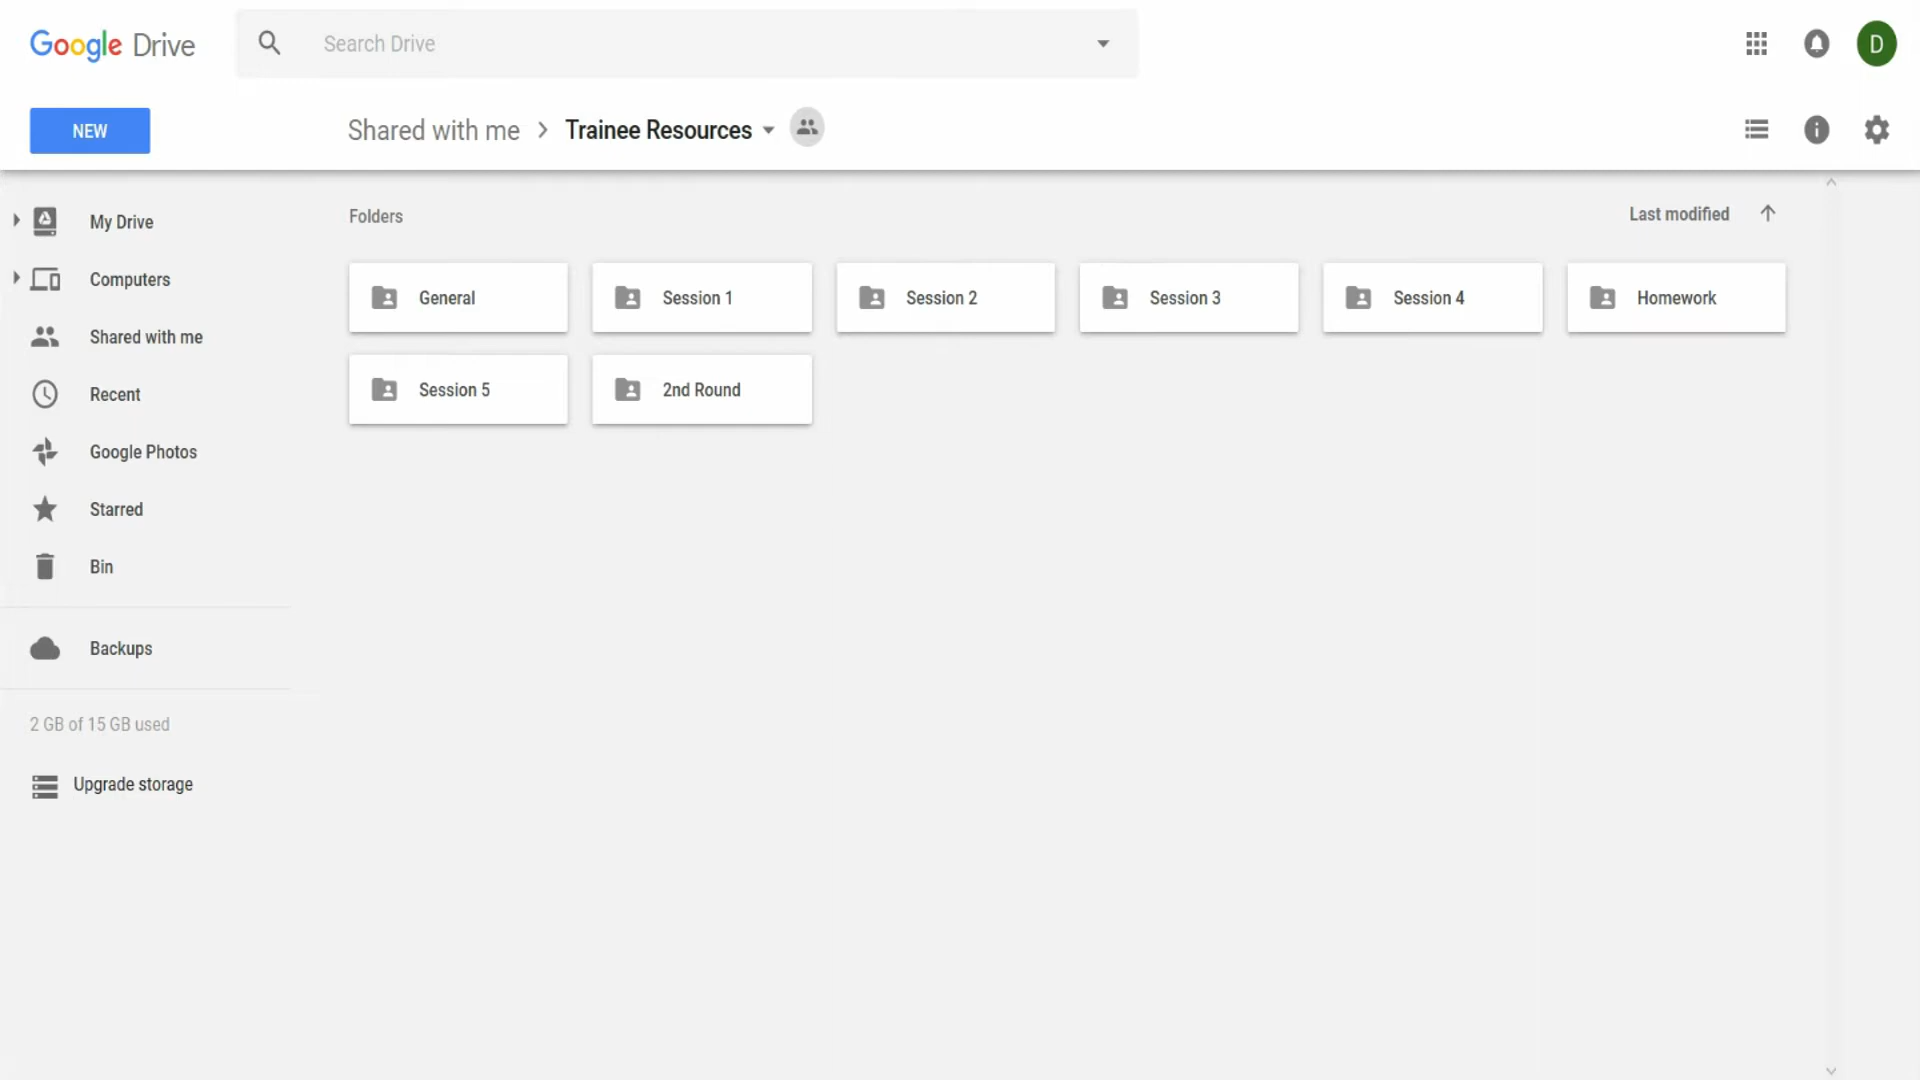 Google Drive
Search Drive
D
NEW
Shared with me > Trainee Resources
My Drive
Computers
Shared with me
Recent
Google Photos
Starred
Bin
Backups
2 GB of 15 GB used
Upgrade storage
Folders
Last modified
General
Session 1
Session 2
Session 3
Session 4
Homework
Session 5
2nd Round